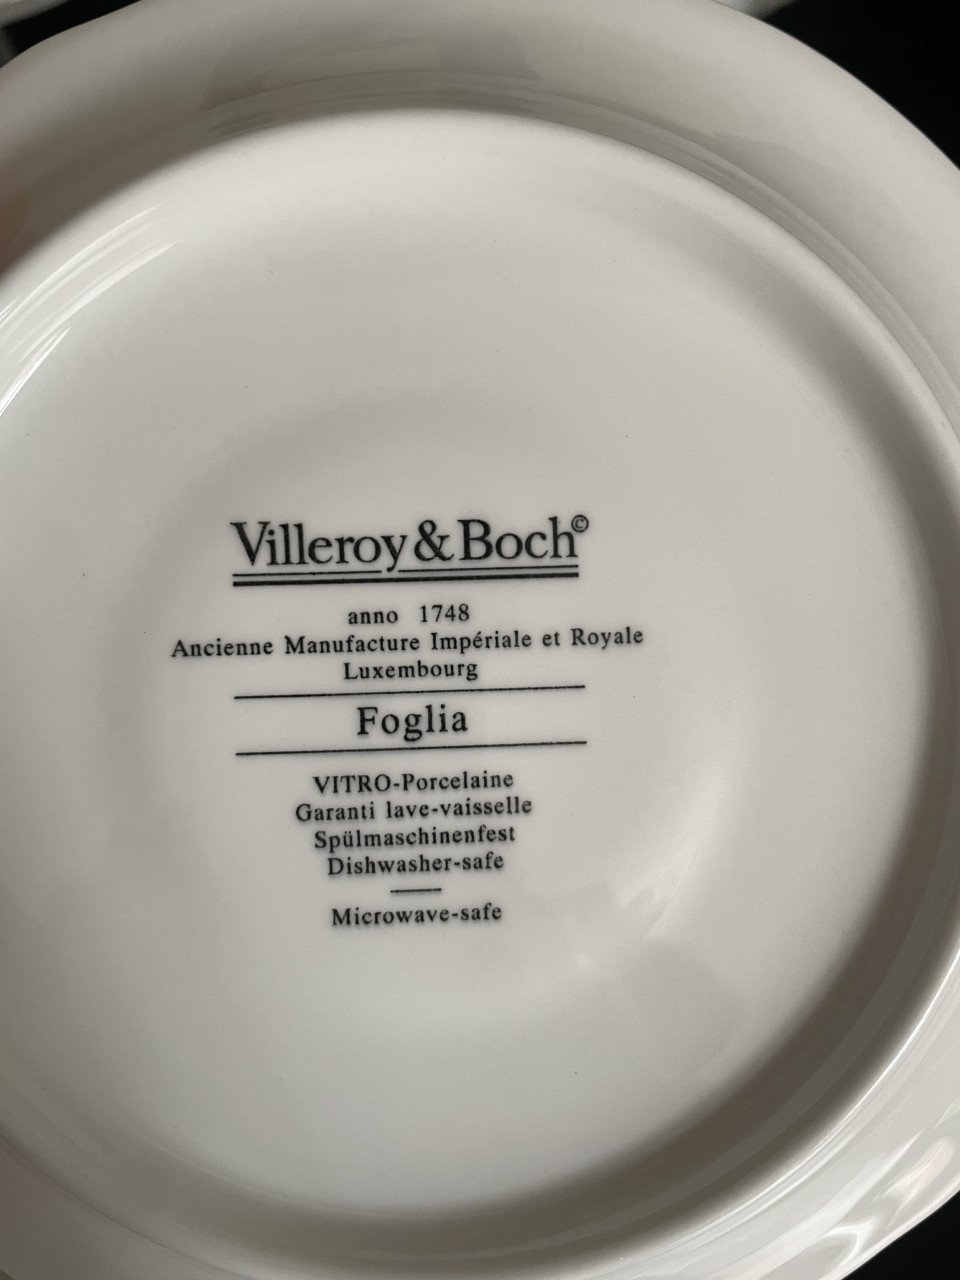 Villeroy & Boch©
anno 1748
Ancienne Manufacture Impériale et Royale
Luxembourg
Foglia
VITRO-Porcelaine
Garanti lave-vaisselle
Spülmaschinenfest
Dishwasher-safe
Microwave-safe